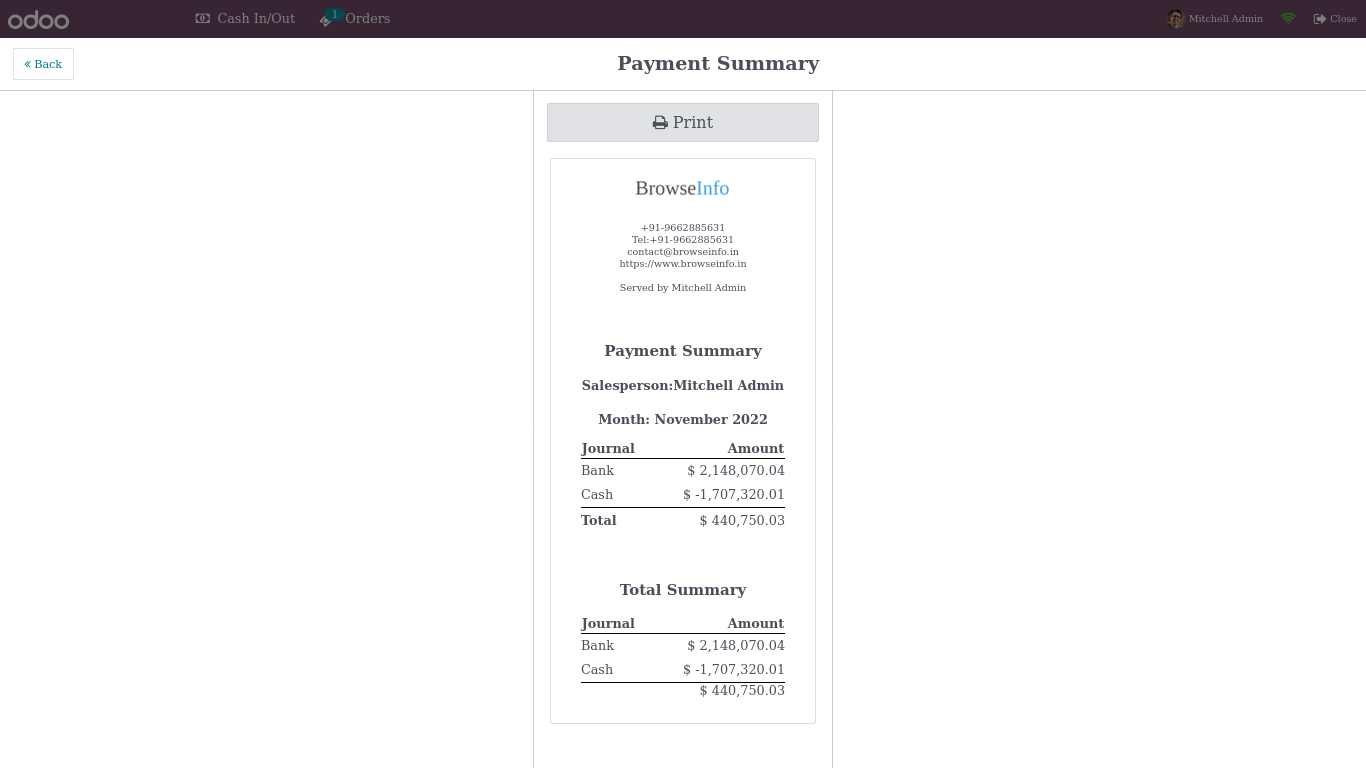 odoo
Cash In/Out
1
Orders
Mitchell Admin
Close
« Back
Payment Summary
Print
BrowseInfo
+91-9662885631
Tel:+91-9662885631
contact@browseinfo.in
https://www.browseinfo.in
Served by Mitchell Admin
Payment Summary
Salesperson:Mitchell Admin
Month: November 2022
Journal Amount
Bank $ 2,148,070.04
Cash $ -1,707,320.01
Total $ 440,750.03
Total Summary
Journal Amount
Bank $ 2,148,070.04
Cash $ -1,707,320.01
$ 440,750.03